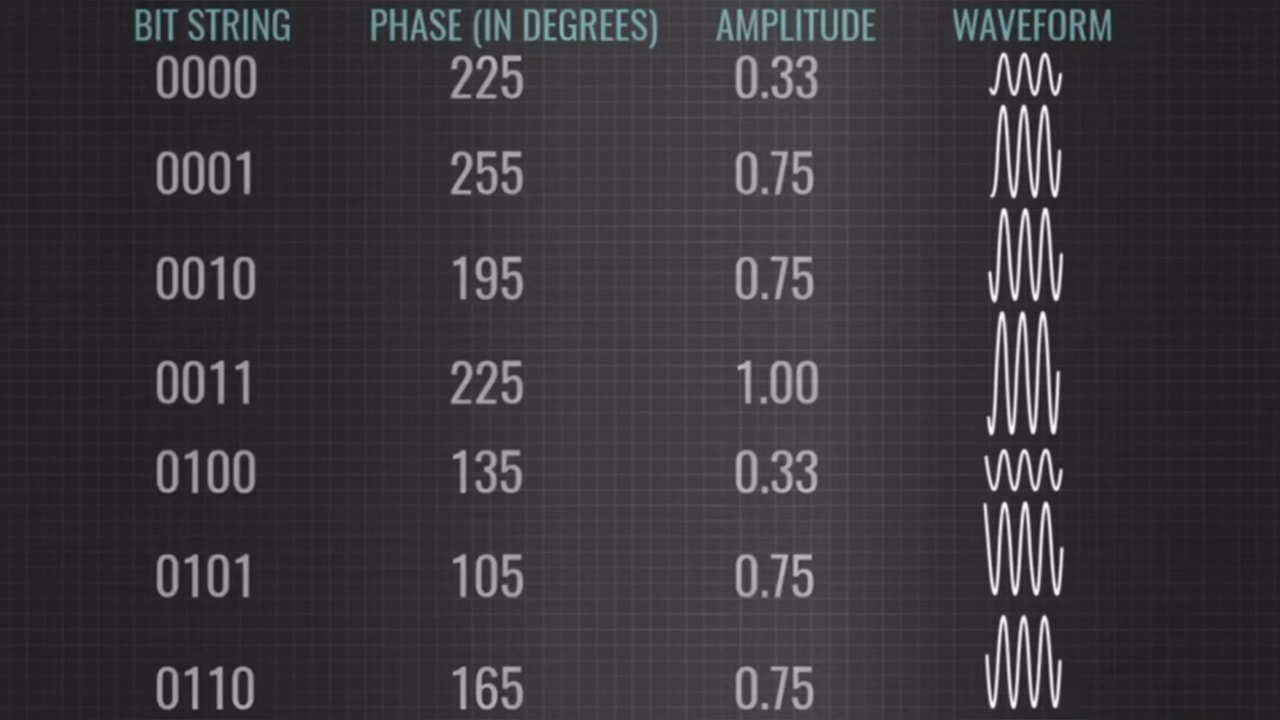 BIT STRING PHASE (IN DEGREES) AMPLITUDE WAVEFORM
0000 225 0.33
0001 255 0.75
0010 195 0.75
0011 225 1.00
0100 135 0.33
0101 105 0.75
0110 165 0.75